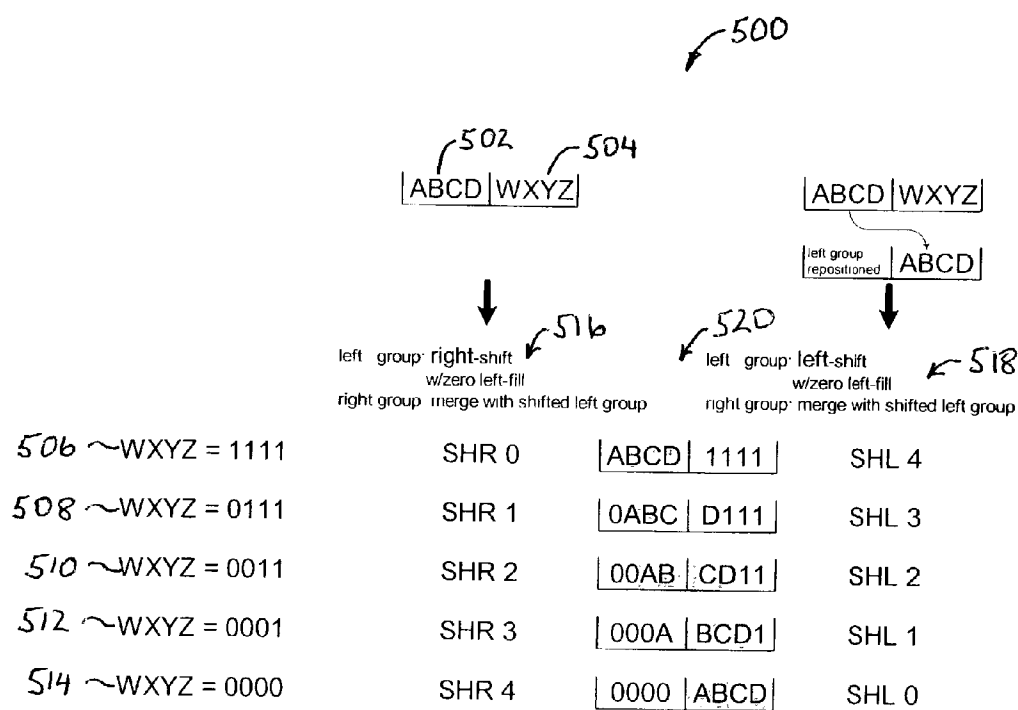 500
502 504
ABCD WXYZ
ABCD WXYZ
left group
repositioned ABCD
516 520 518
left group· right-shift
w/zero left-fill
right group merge with shifted left group
left group· left-shift
w/zero left-fill
right group· merge with shifted left group
506 ~WXYZ = 1111 SHR 0 ABCD 1111 SHL 4
508 ~WXYZ = 0111 SHR 1 0ABC D111 SHL 3
510 ~WXYZ = 0011 SHR 2 00AB CD11 SHL 2
512 ~WXYZ = 0001 SHR 3 000A BCD1 SHL 1
514 ~WXYZ = 0000 SHR 4 0000 ABCD SHL 0